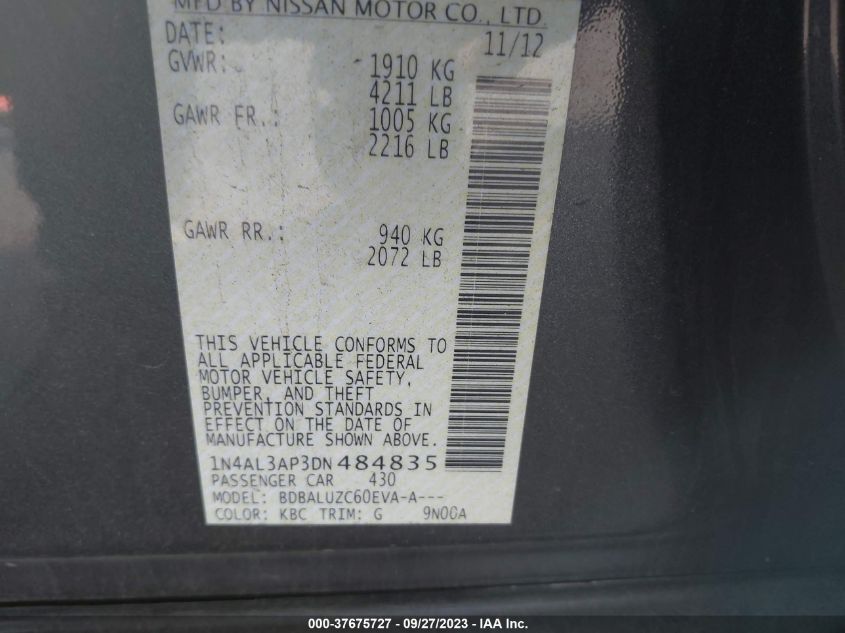 MFD BY NISSAN MOTOR CO., LTD.
DATE: 11/12
GVWR: 1910 KG
4211 LB
GAWR FR.: 1005 KG
2216 LB
GAWR RR.: 940 KG
2072 LB
THIS VEHICLE CONFORMS TO
ALL APPLICABLE FEDERAL
MOTOR VEHICLE SAFETY,
BUMPER, AND THEFT
PREVENTION STANDARDS IN
EFFECT ON THE DATE OF
MANUFACTURE SHOWN ABOVE.
1N4AL3AP3DN484835
PASSENGER CAR 430
MODEL: BDBALUZC60EVA-A---
COLOR: KBC TRIM: G 9N00A
000-37675727 - 09/27/2023 - IAA Inc.